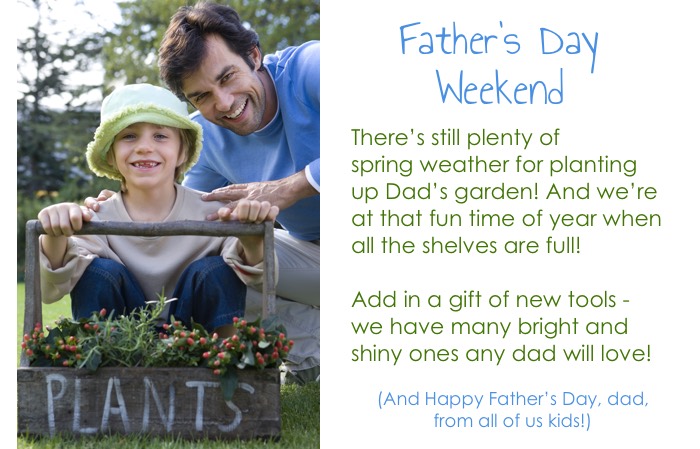 Father's Day
Weekend
There's still plenty of
spring weather for planting
up Dad's garden! And we're
at that fun time of year when
all the shelves are full!
Add in a gift of new tools -
we have many bright and
shiny ones any dad will love!
(And Happy Father's Day, dad,
from all of us kids!)
PLANTS